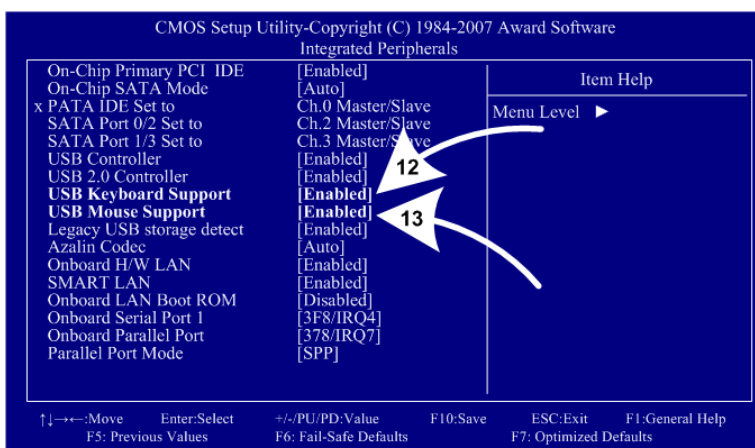 CMOS Setup Utility-Copyright (C) 1984-2007 Award Software
Integrated Peripherals
On-Chip Primary PCI IDE [Enabled]
On-Chip SATA Mode [Auto]
x PATA IDE Set to Ch.0 Master/Slave
SATA Port 0/2 Set to Ch.2 Master/Slave
SATA Port 1/3 Set to Ch.3 Master/Slave
USB Controller [Enabled]
USB 2.0 Controller [Enabled]
USB Keyboard Support [Enabled]
USB Mouse Support [Enabled]
Legacy USB storage detect [Enabled]
Azalin Codec [Auto]
Onboard H/W LAN [Enabled]
SMART LAN [Enabled]
Onboard LAN Boot ROM [Disabled]
Onboard Serial Port 1 [3F8/IRQ4]
Onboard Parallel Port [378/IRQ7]
Parallel Port Mode [SPP]
Item Help
Menu Level ►
12
13
↑↓→←:Move Enter:Select +/-/PU/PD:Value F10:Save ESC:Exit F1:General Help
F5: Previous Values F6: Fail-Safe Defaults F7: Optimized Defaults